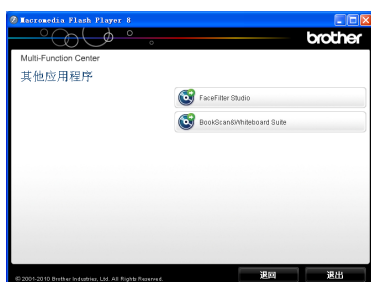 Macromedia Flash Player 8
brother
Multi-Function Center
其他应用程序
FaceFilter Studio
BookScan&Whiteboard Suite
© 2001-2010 Brother Industries, Ltd. All Rights Reserved.
退回
退出